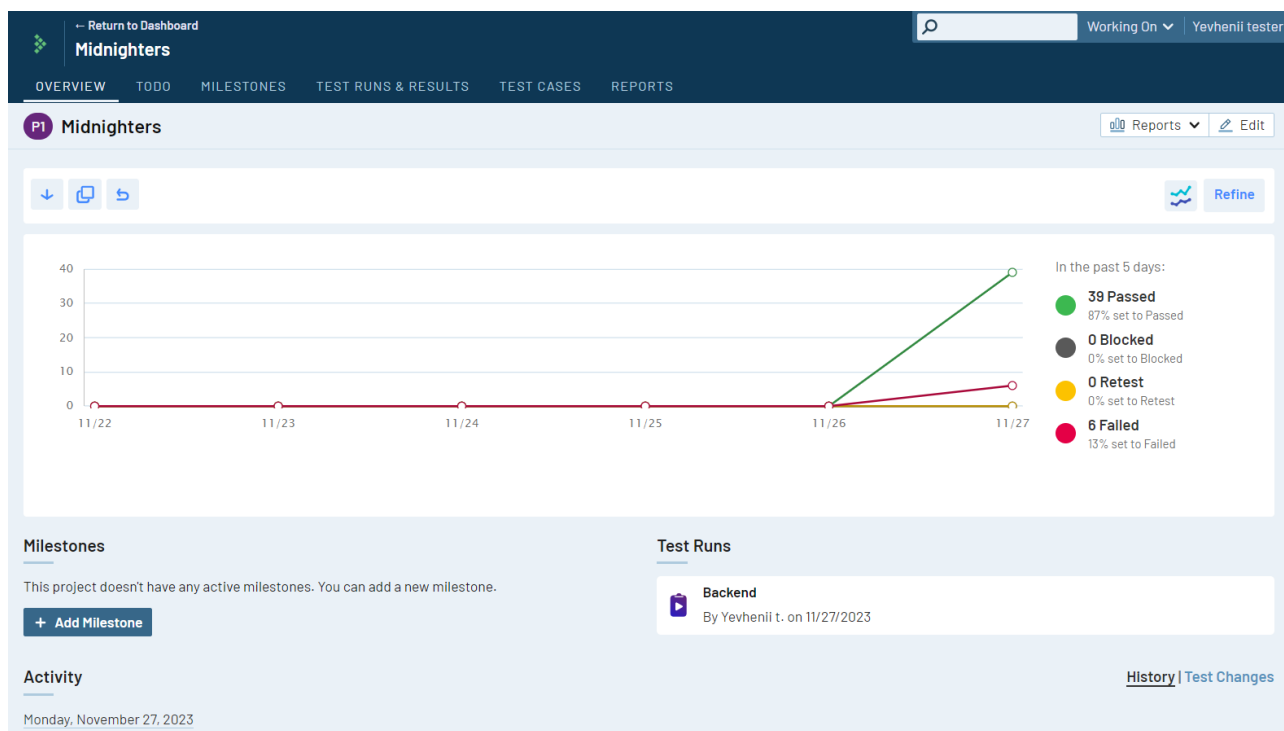 ← Return to Dashboard
Midnighters
Working On
Yevhenii tester
OVERVIEW TODO MILESTONES TEST RUNS & RESULTS TEST CASES REPORTS
P1 Midnighters
Reports
Edit
Refine
40
30
20
10
0
11/22 11/23 11/24 11/25 11/26 11/27
In the past 5 days:
39 Passed
87% set to Passed
0 Blocked
0% set to Blocked
0 Retest
0% set to Retest
6 Failed
13% set to Failed
Milestones
This project doesn't have any active milestones. You can add a new milestone.
+ Add Milestone
Test Runs
Backend
By Yevhenii t. on 11/27/2023
Activity
History | Test Changes
Monday, November 27, 2023